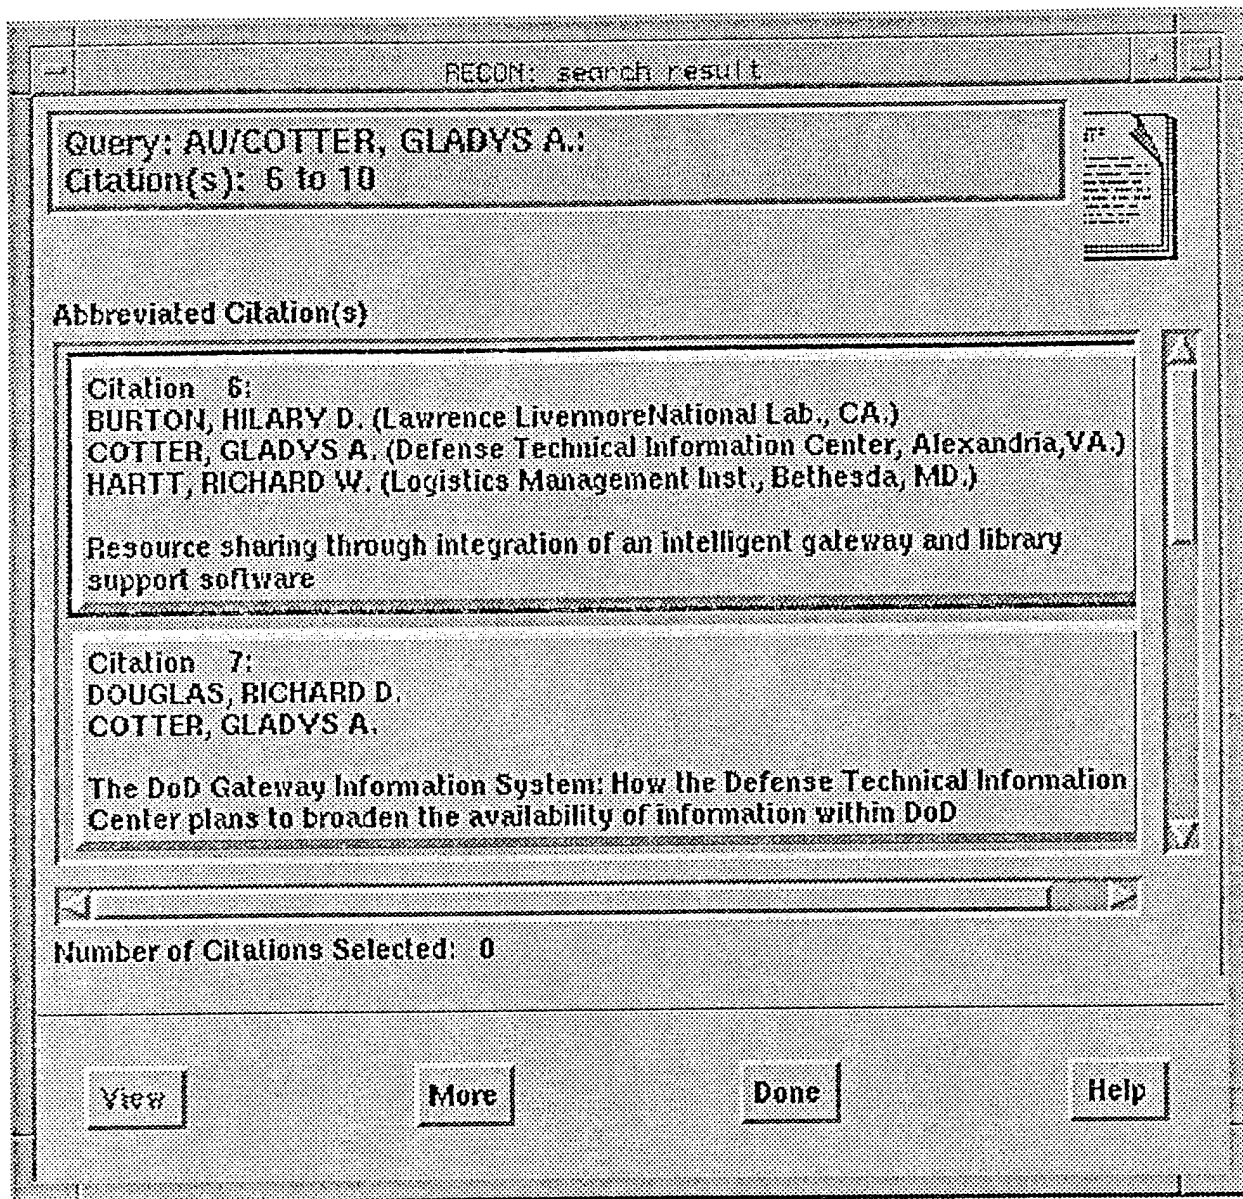 RECON: search result
Query: AU/COTTER, GLADYS A.:
Citation(s): 6 to 10
Abbreviated Citation(s)
Citation 6:
BURTON, HILARY D. (Lawrence LivermoreNational Lab., CA.)
COTTER, GLADYS A. (Defense Technical Information Center, Alexandria,VA.)
HARTT, RICHARD W. (Logistics Management Inst., Bethesda, MD.)
Resource sharing through integration of an intelligent gateway and library
support software
Citation 7:
DOUGLAS, RICHARD D.
COTTER, GLADYS A.
The DoD Gateway Information System: How the Defense Technical Information
Center plans to broaden the availability of information within DoD
Number of Citations Selected: 0
View
More
Done
Help